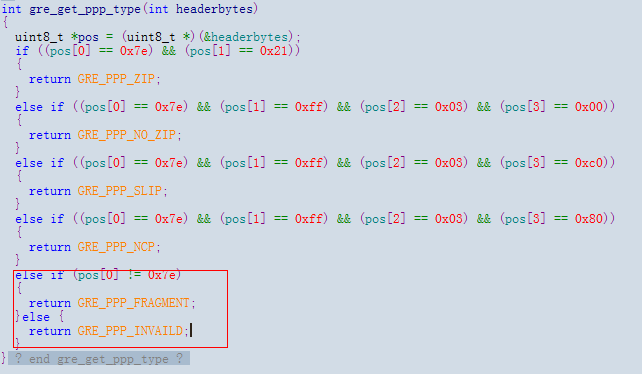 int gre_get_ppp_type(int headerbytes)
{
uint8_t *pos = (uint8_t *)(&headerbytes);
if ((pos[0] == 0x7e) && (pos[1] == 0x21))
{
return GRE_PPP_ZIP;
}
else if ((pos[0] == 0x7e) && (pos[1] == 0xff) && (pos[2] == 0x03) && (pos[3] == 0x00))
{
return GRE_PPP_NO_ZIP;
}
else if ((pos[0] == 0x7e) && (pos[1] == 0xff) && (pos[2] == 0x03) && (pos[3] == 0xc0))
{
return GRE_PPP_SLIP;
}
else if ((pos[0] == 0x7e) && (pos[1] == 0xff) && (pos[2] == 0x03) && (pos[3] == 0x80))
{
return GRE_PPP_NCP;
}
else if (pos[0] != 0x7e)
{
return GRE_PPP_FRAGMENT;
}else {
return GRE_PPP_INVAILD;
}
} ? end gre_get_ppp_type ?